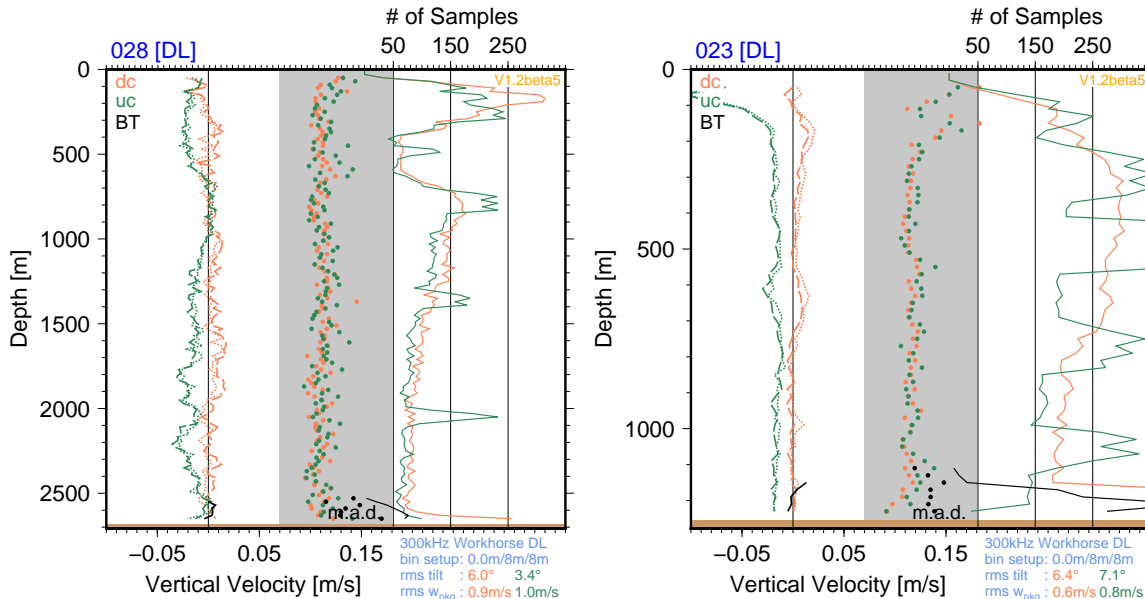 # of Samples
50 150 250
028 [DL]
V1.2beta5
dc
uc
BT
0
500
1000
1500
2000
2500
Depth [m]
m.a.d.
−0.05 0.05 0.15
Vertical Velocity [m/s]
300kHz Workhorse DL
bin setup: 0.0m/8m/8m
rms tilt : 6.0° 3.4°
rms wpkg : 0.9m/s 1.0m/s
# of Samples
50 150 250
023 [DL]
V1.2beta5
dc
uc
BT
0
500
1000
Depth [m]
m.a.d.
−0.05 0.05 0.15
Vertical Velocity [m/s]
300kHz Workhorse DL
bin setup: 0.0m/8m/8m
rms tilt : 6.4° 7.1°
rms wpkg : 0.6m/s 0.8m/s